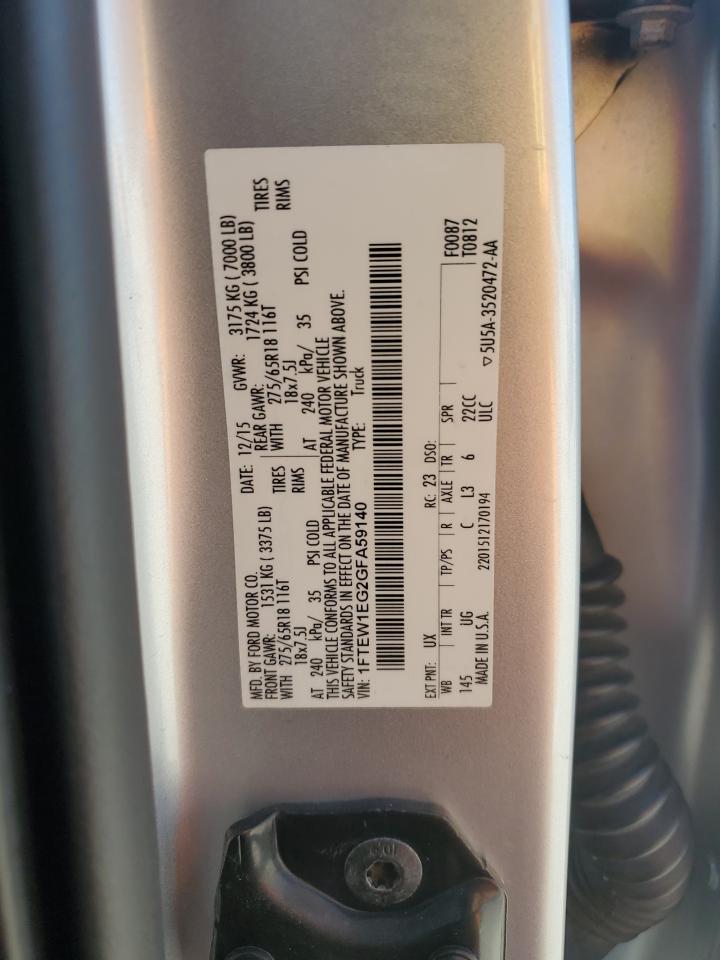 MFD. BY FORD MOTOR CO. DATE: 12/15 GVWR: 3175 KG ( 7000 LB)
FRONT GAWR: 1531 KG ( 3375 LB) REAR GAWR: 1724 KG ( 3800 LB)
WITH 275/65R18 116T TIRES WITH 275/65R18 116T TIRES
18x7.5J RIMS 18x7.5J RIMS
AT 240 kPa/ 35 PSI COLD AT 240 kPa/ 35 PSI COLD
THIS VEHICLE CONFORMS TO ALL APPLICABLE FEDERAL MOTOR VEHICLE
SAFETY STANDARDS IN EFFECT ON THE DATE OF MANUFACTURE SHOWN ABOVE.
VIN: 1FTEW1EG2GFA59140 TYPE: Truck
EXT PNT: UX RC: 23 DSO: F0087
WB INT TR TP/PS R AXLE TR SPR T0812
145 UG C L3 6 22CC
MADE IN U.S.A. 2201512170194 ULC ▽5U5A-3520472-AA